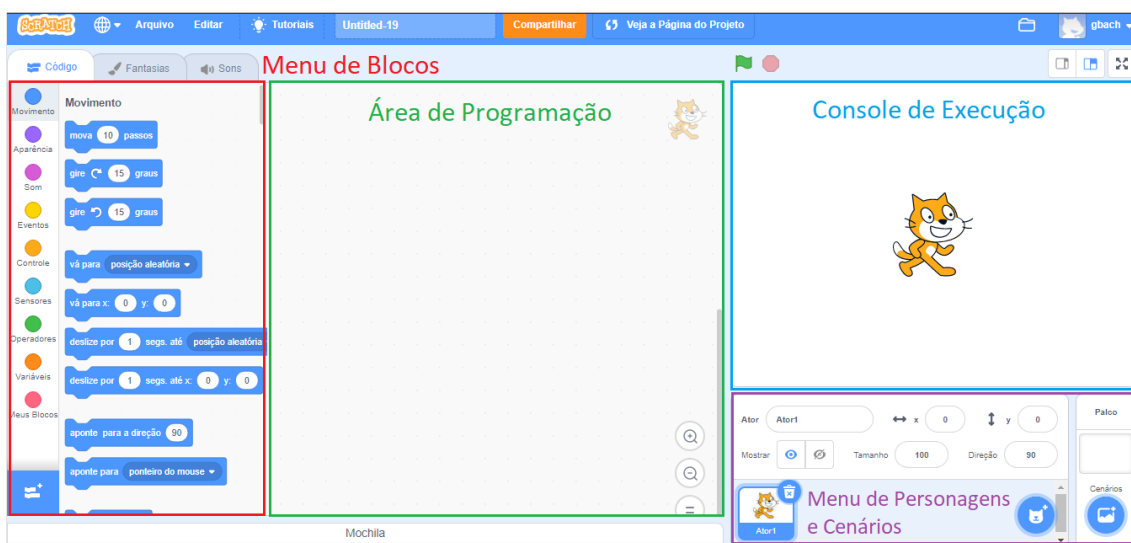 SCRATCH Arquivo Editar Tutoriais Untitled-19 Compartilhar Veja a Página do Projeto gbach
Código Fantasias Sons Menu de Blocos
Movimento
Aparência
Som
Eventos
Controle
Sensores
Operadores
Variáveis
Meus Blocos
Movimento
mova 10 passos
gire 15 graus
gire 15 graus
vá para posição aleatória
vá para x: 0 y: 0
deslize por 1 segs. até posição aleatória
deslize por 1 segs. até x: 0 y: 0
aponte para a direção 90
aponte para ponteiro do mouse
Área de Programação
Console de Execução
Ator Ator1 x 0 y 0
Mostrar Tamanho 100 Direção 90
Ator1
Menu de Personagens
e Cenários
Palco
Cenários
Mochila